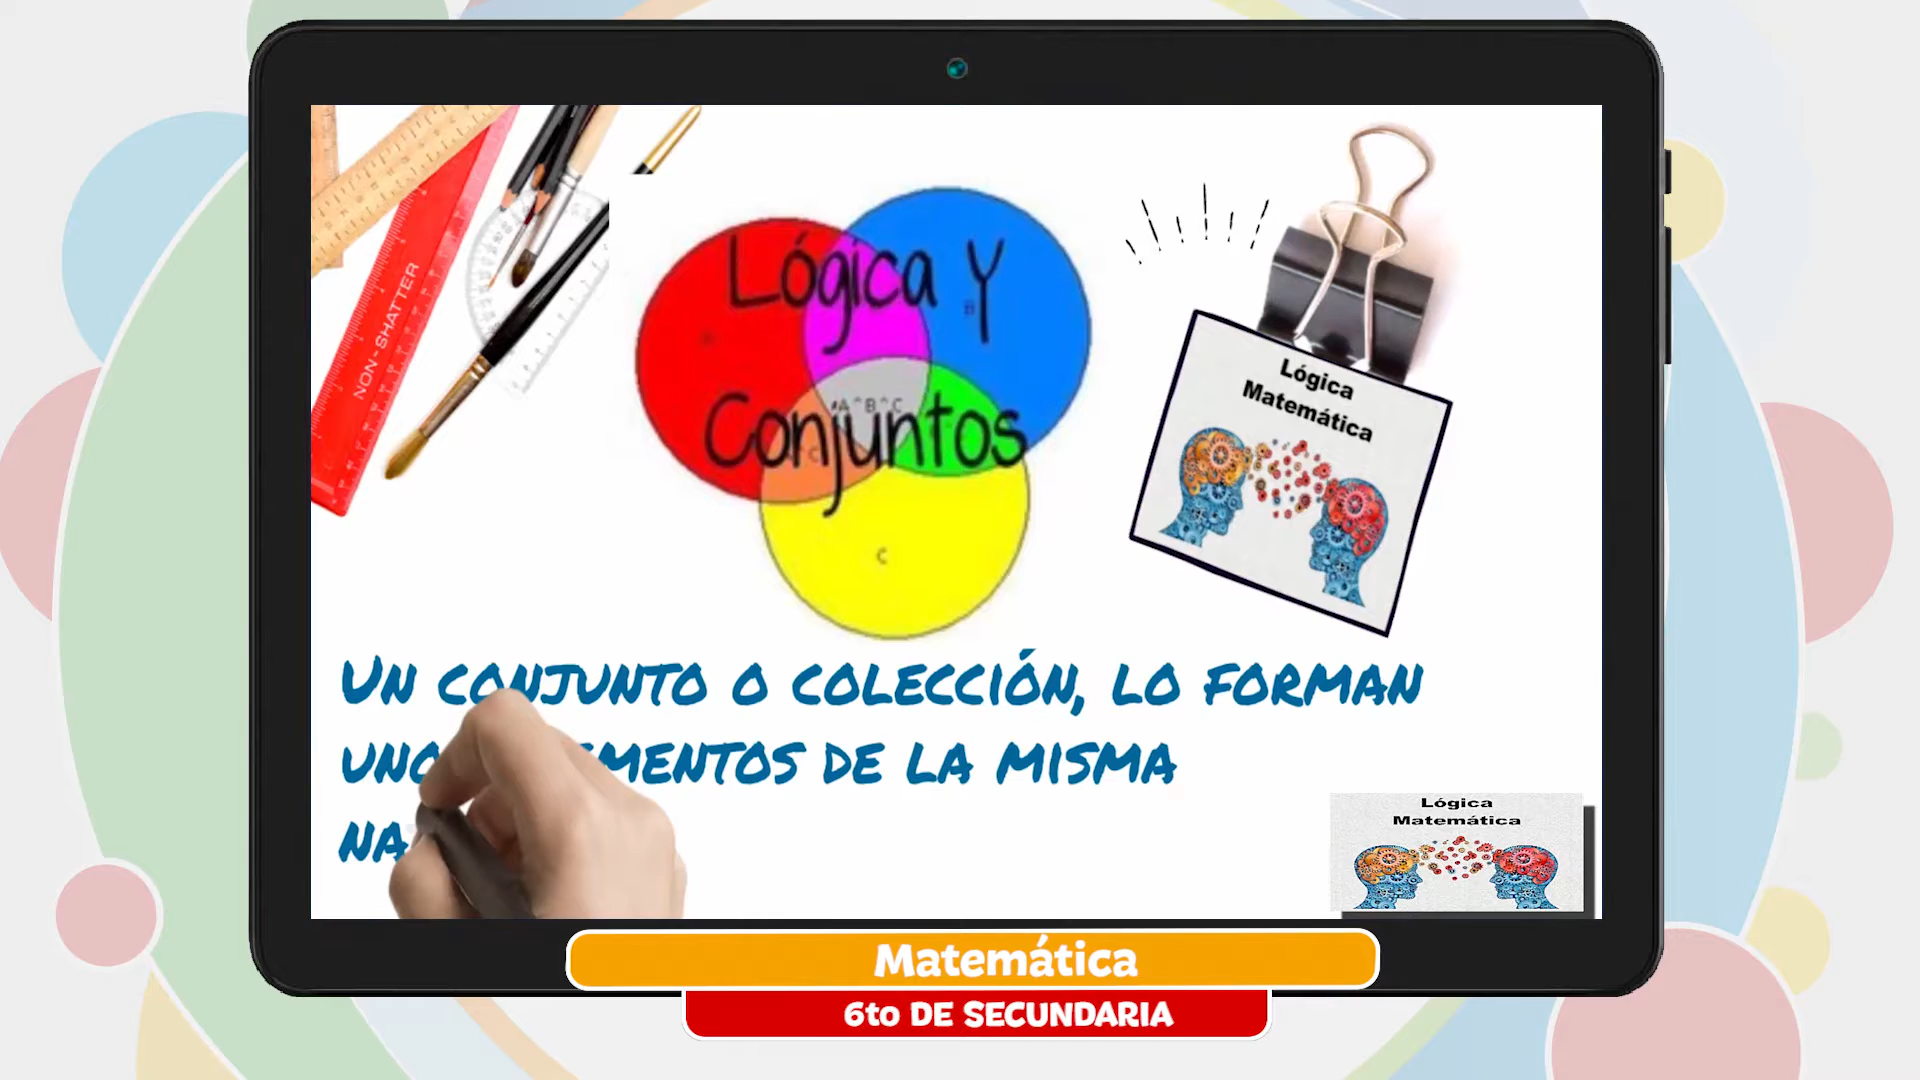 NON-SHATTER
Lógica Y
Conjuntos
B
A^B^C
C
C
Lógica
Matemática
UN CONJUNTO O COLECCIÓN, LO FORMAN
MENTOS DE LA MISMA
Lógica
Matemática
Matemática
6to DE SECUNDARIA